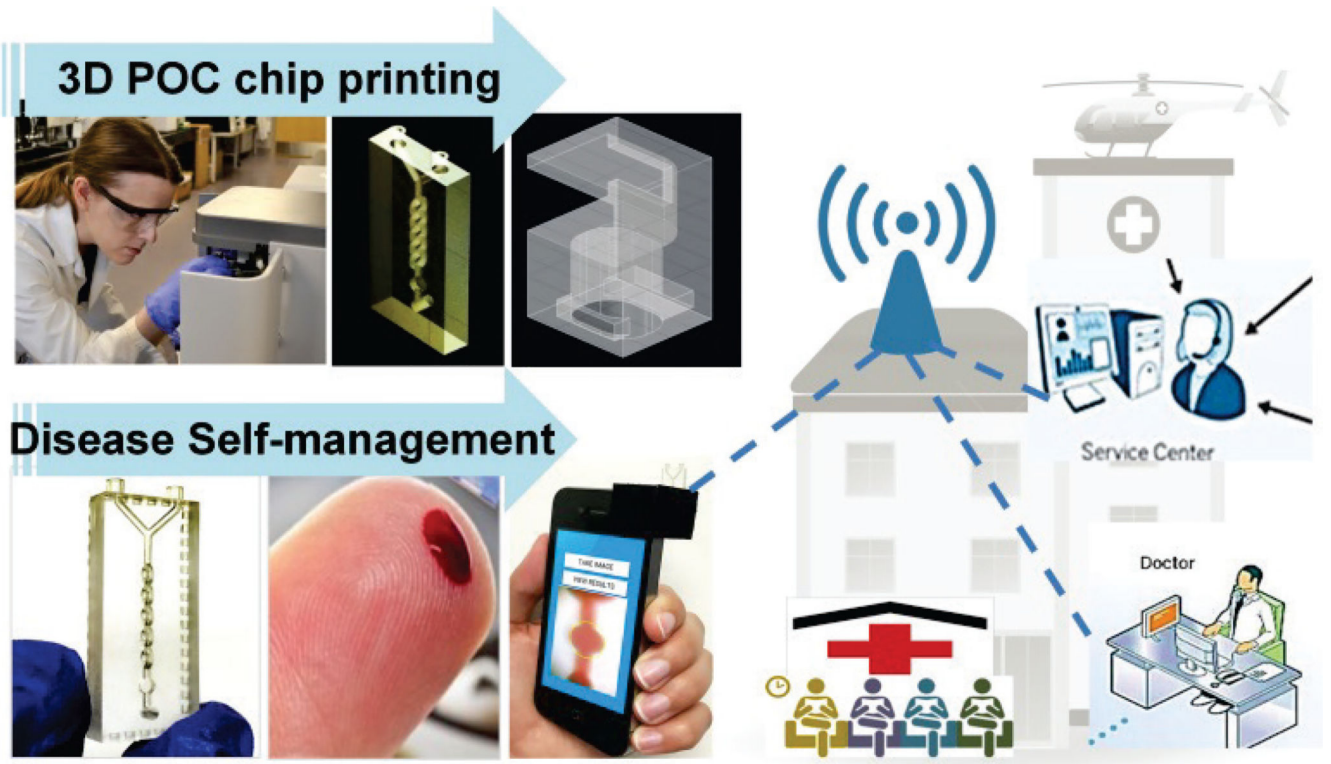 3D POC chip printing
Disease Self-management
TAKE IMAGE
VIEW RESULTS
Service Center
Doctor